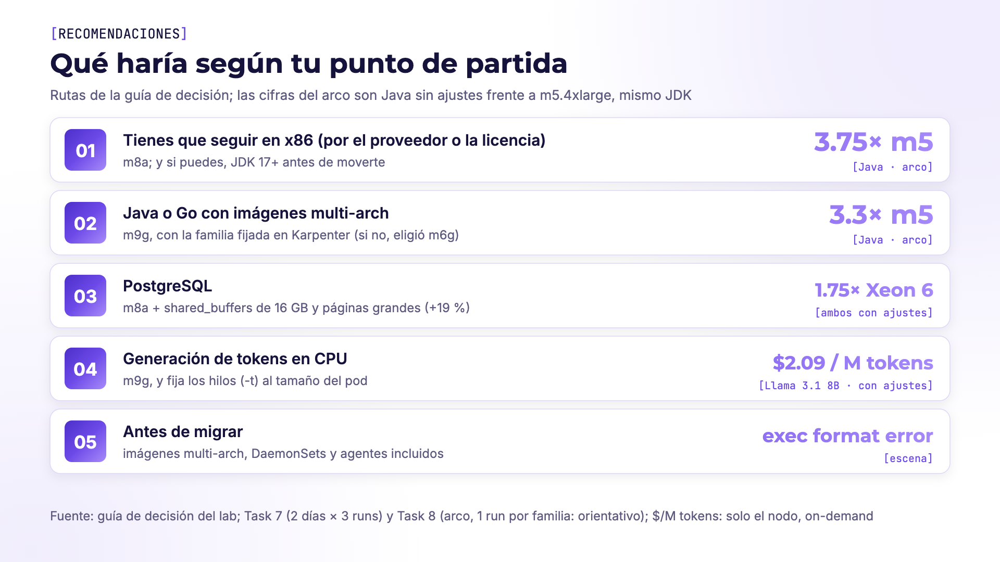 [RECOMENDACIONES]
Qué haría según tu punto de partida
Rutas de la guía de decisión; las cifras del arco son Java sin ajustes frente a m5.4xlarge, mismo JDK
01
Tienes que seguir en x86 (por el proveedor o la licencia)
m8a; y si puedes, JDK 17+ antes de moverte
3.75× m5
[Java · arco]
02
Java o Go con imágenes multi-arch
m9g, con la familia fijada en Karpenter (si no, eligió m6g)
3.3× m5
[Java · arco]
03
PostgreSQL
m8a + shared_buffers de 16 GB y páginas grandes (+19 %)
1.75× Xeon 6
[ambos con ajustes]
04
Generación de tokens en CPU
m9g, y fija los hilos (-t) al tamaño del pod
$2.09 / M tokens
[Llama 3.1 8B · con ajustes]
05
Antes de migrar
imágenes multi-arch, DaemonSets y agentes incluidos
exec format error
[escena]
Fuente: guía de decisión del lab; Task 7 (2 días × 3 runs) y Task 8 (arco, 1 run por familia: orientativo); $/M tokens: solo el nodo, on-demand